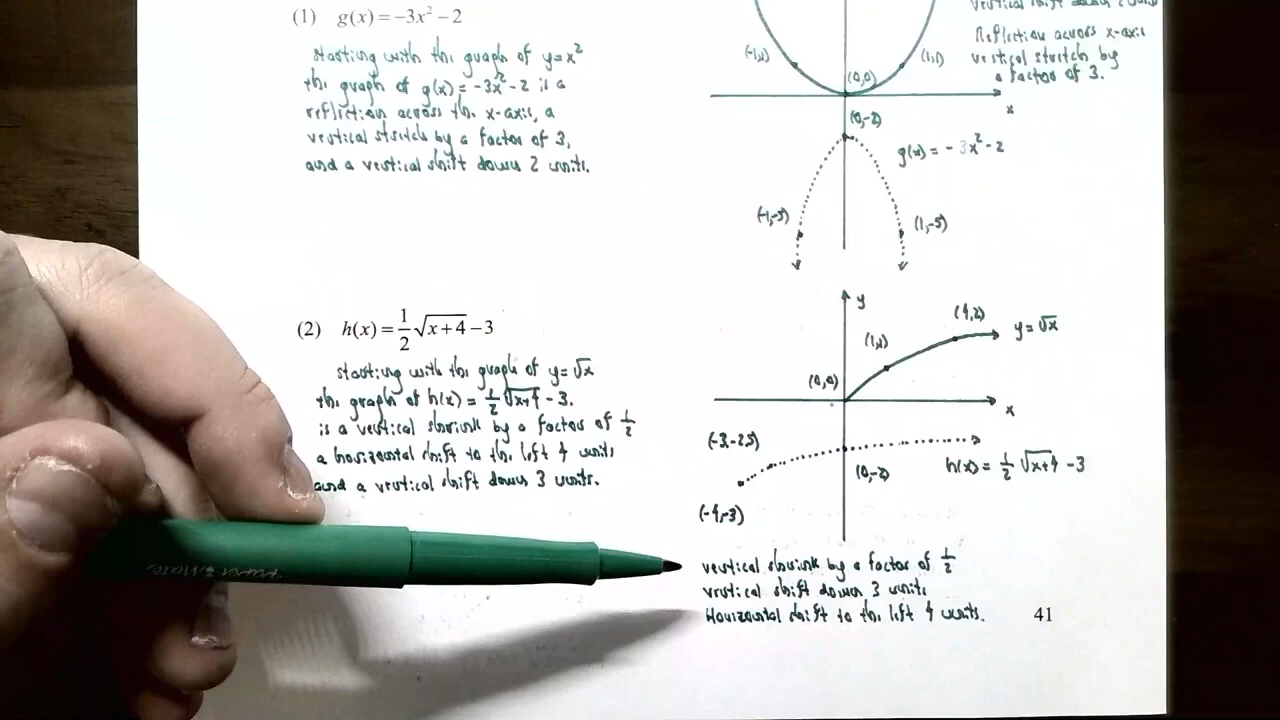 (1) g(x) = −3x² − 2
starting with the graph of y = x²
the graph of g(x) = −3x² − 2 is a
reflection across the x-axis, a
vertical stretch by a factor of 3,
and a vertical shift down 2 units.
vertical shift down 2 units
Reflection across x-axis
vertical stretch by
a factor of 3.
(-1,1)
(1,1)
(0,0)
x
(0,-2)
g(x) = - 3x² - 2
(-1,-5)
(1,-5)
(2) h(x) = 1/2 √(x+4) − 3
starting with the graph of y = √x
the graph of h(x) = 1/2 √(x+4) − 3.
is a vertical shrink by a factor of 1/2
a horizontal shift to the left 4 units
and a vertical shift down 3 units.
y
(4,2)
y = √x
(1,1)
(0,0)
x
(-3,-2.5)
(0,-2)
h(x) = 1/2 √(x+4) − 3
(-4,-3)
vertical shrink by a factor of 1/2
vertical shift down 3 units
Horizontal shift to the left 4 units.
41